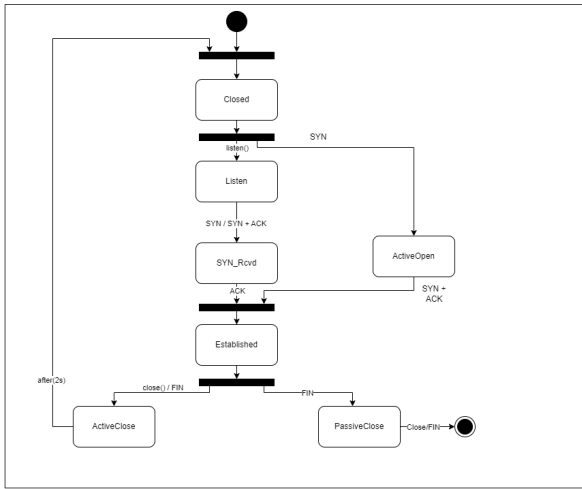 Closed
SYN
listen()
Listen
SYN / SYN + ACK
SYN_Rcvd
ActiveOpen
ACK
SYN +
ACK
Established
close() / FIN
FIN
after(2s)
ActiveClose
PassiveClose
Close/FIN